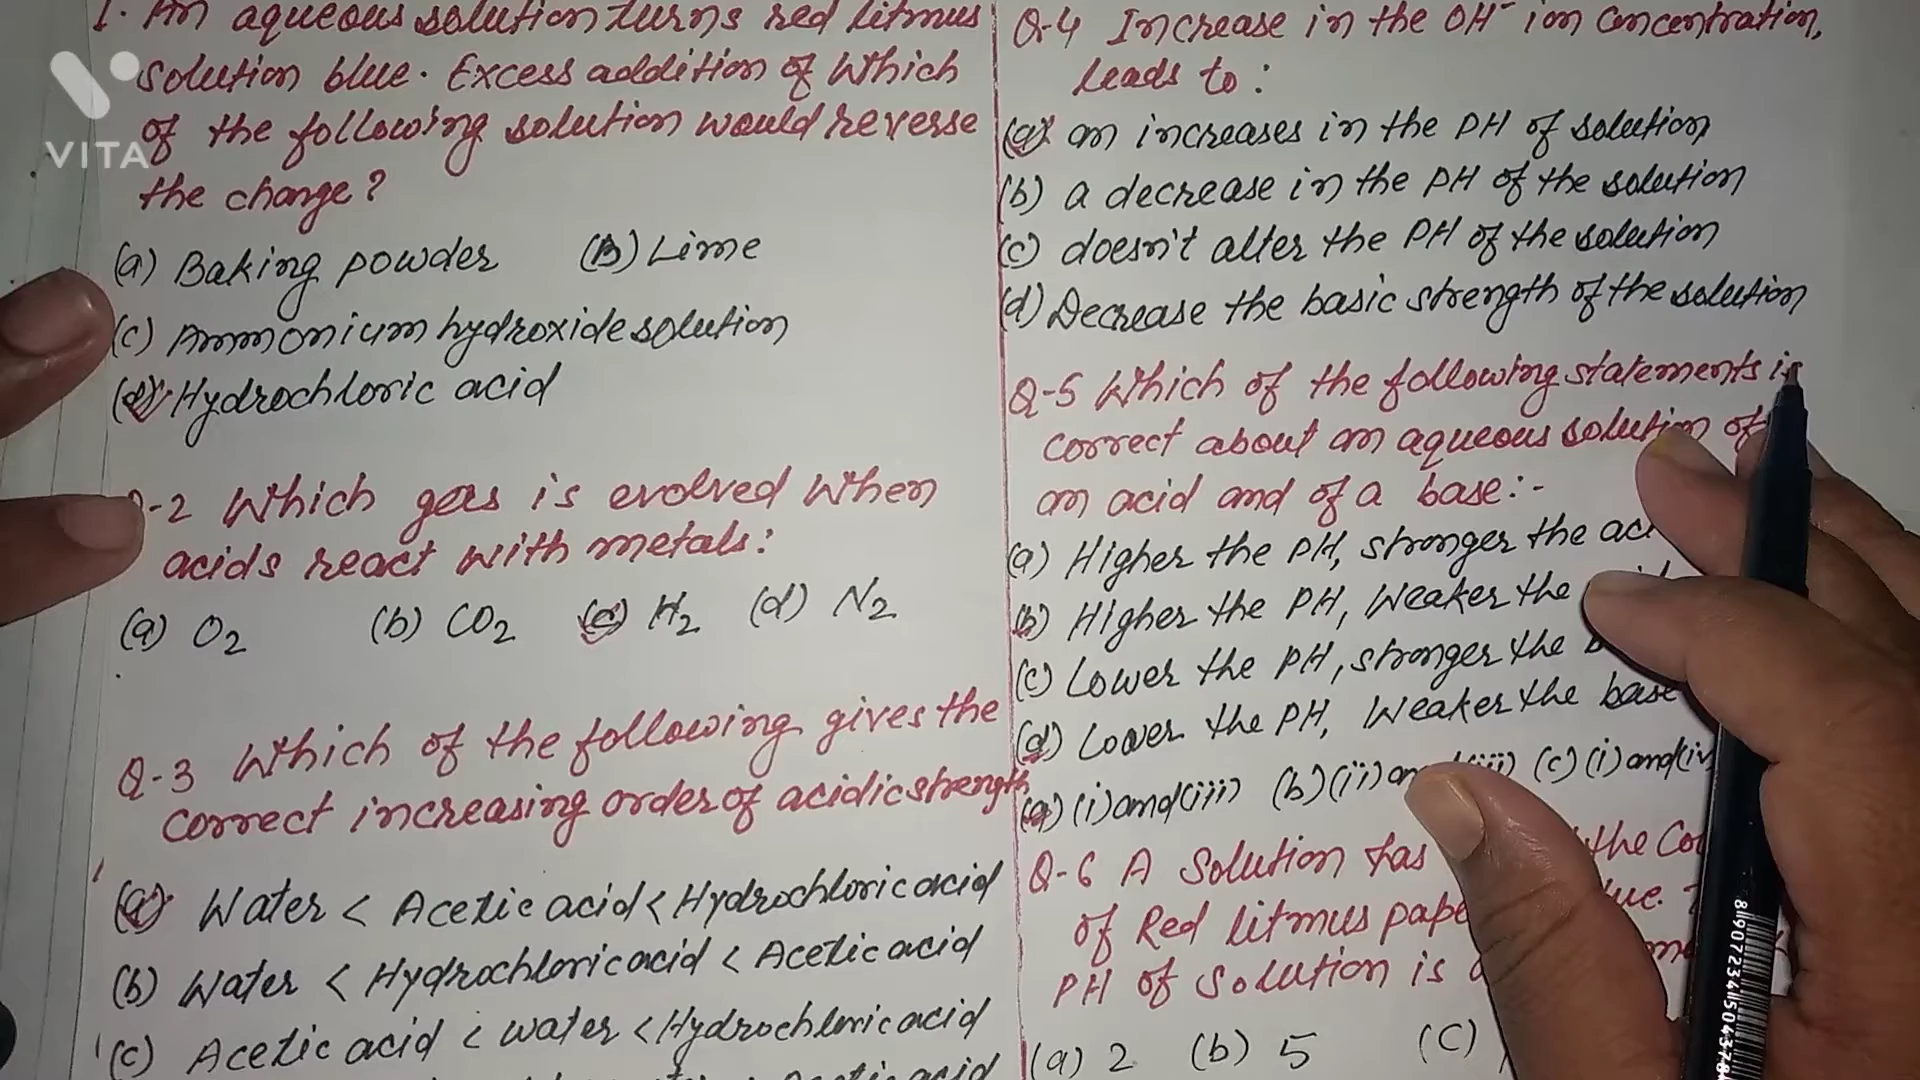 1. An aqueous solution turns red litmus
solution blue. Excess addition of Which
of the following solution would reverse
the change?
(a) Baking powder (B) Lime
(c) Ammonium hydroxide solution
(d) Hydrochloric acid
Q-2 Which gas is evolved When
acids react with metals:
(a) O2 (b) CO2 (c) H2 (d) N2
Q-3 Which of the following gives the
correct increasing order of acidic strength
(a) Water < Acetic acid < Hydrochloric acid
(b) Water < Hydrochloric acid < Acetic acid
(c) Acetic acid < water < Hydrochloric acid
Acetic acid
Q-4 Increase in the OH- ion concentration,
leads to:
(a) an increases in the PH of solution
(b) a decrease in the PH of the solution
(c) doesn't alter the PH of the solution
(d) Decrease the basic strength of the solution
Q-5 Which of the following statements is
correct about an aqueous solution of
an acid and of a base:-
(a) Higher the PH, stronger the
(b) Higher the PH, Weaker the
(c) Lower the PH, stronger the
(d) Lower the PH, Weaker the base
(a) (i) and (iii) (b) (ii) and (iii) (c) (i) and (iv
Q-6 A Solution has the
of Red litmus
PH of solution is
(a) 2 (b) 5 (C)
VITA